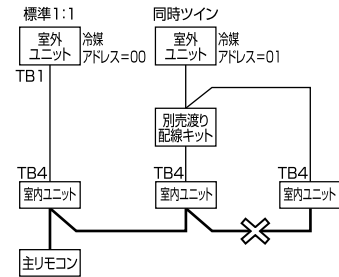 標準1:1
同時ツイン
室外
ユニット
冷媒
アドレス=00
室外
ユニット
冷媒
アドレス=01
TB1
別売渡り
配線キット
TB4
TB4
TB4
室内ユニット
室内ユニット
室内ユニット
主リモコン